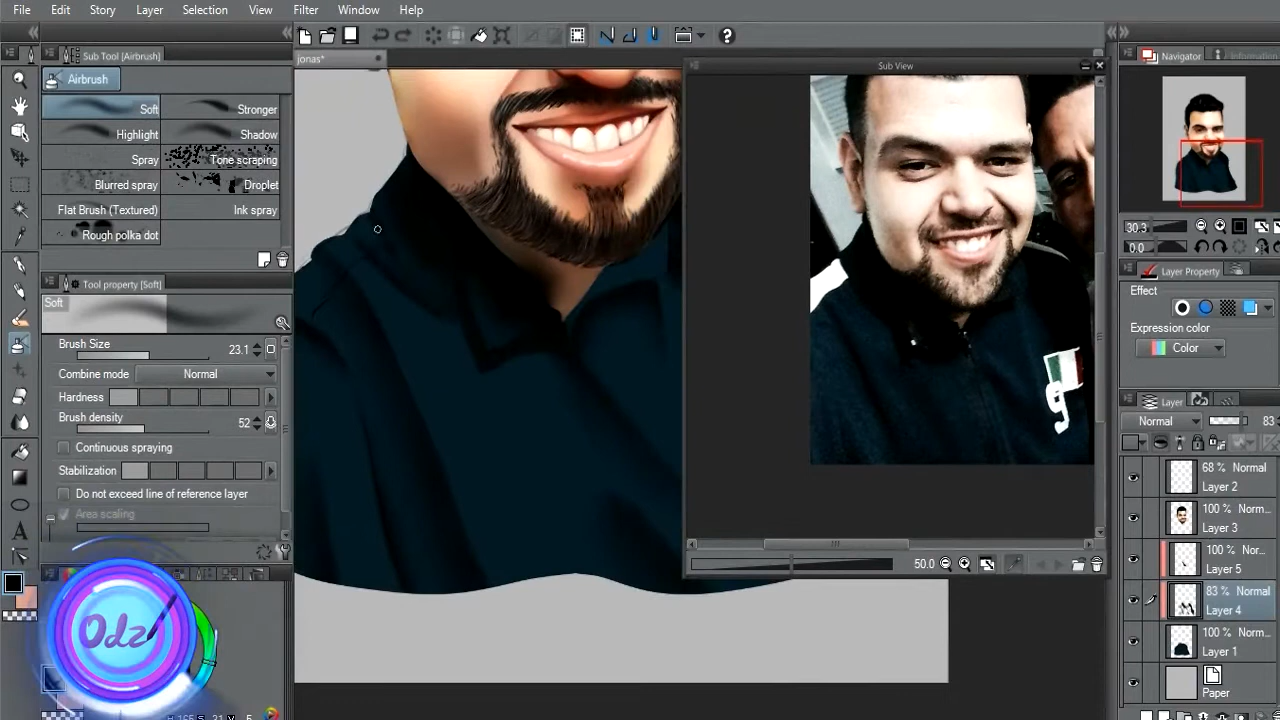 File Edit Story Layer Selection View Filter Window Help
Sub Tool [Airbrush]
Navigator Information
jonas*
Sub View
Airbrush
Soft Stronger
Highlight Shadow
Spray Tone scraping
Blurred spray Droplet
Flat Brush (Textured) Ink spray
Rough polka dot
30.3
0.0
Tool property [Soft]
Layer Property
Soft
Effect
Expression color
Color
Brush Size 23.1
Combine mode Normal
Hardness
Brush density 52
Continuous spraying
Stabilization
Do not exceed line of reference layer
Area scaling
Layer
Normal 83
68 % Normal
Layer 2
100 % Norm...
Layer 3
100 % Nor...
Layer 5
83 % Normal
Layer 4
100 % Norm...
Layer 1
Paper
50.0
g
Odz